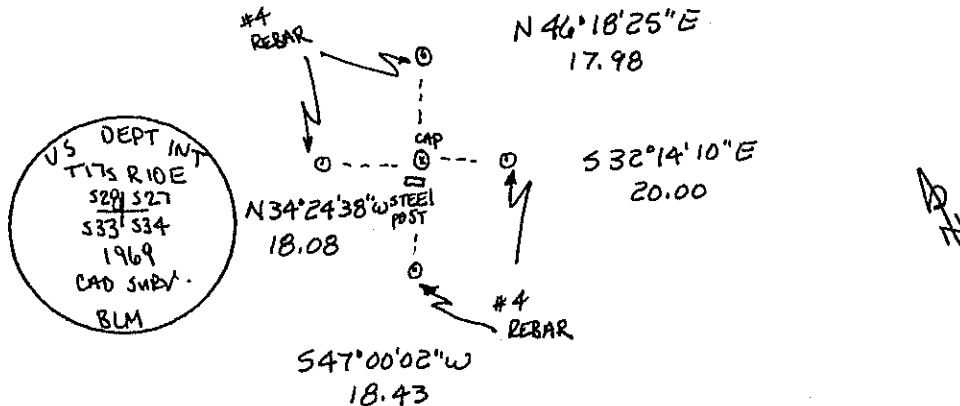 #4
REBAR
N 46°18'25"E
17.98
CAP
S 32°14'10"E
20.00
N34°24'38"W
18.08
STEEL
POST
#4
REBAR
S47°00'02"W
18.43
US DEPT INT
T17S R10E
S28 S27
S33 S34
1969
CAD SURV.
BLM